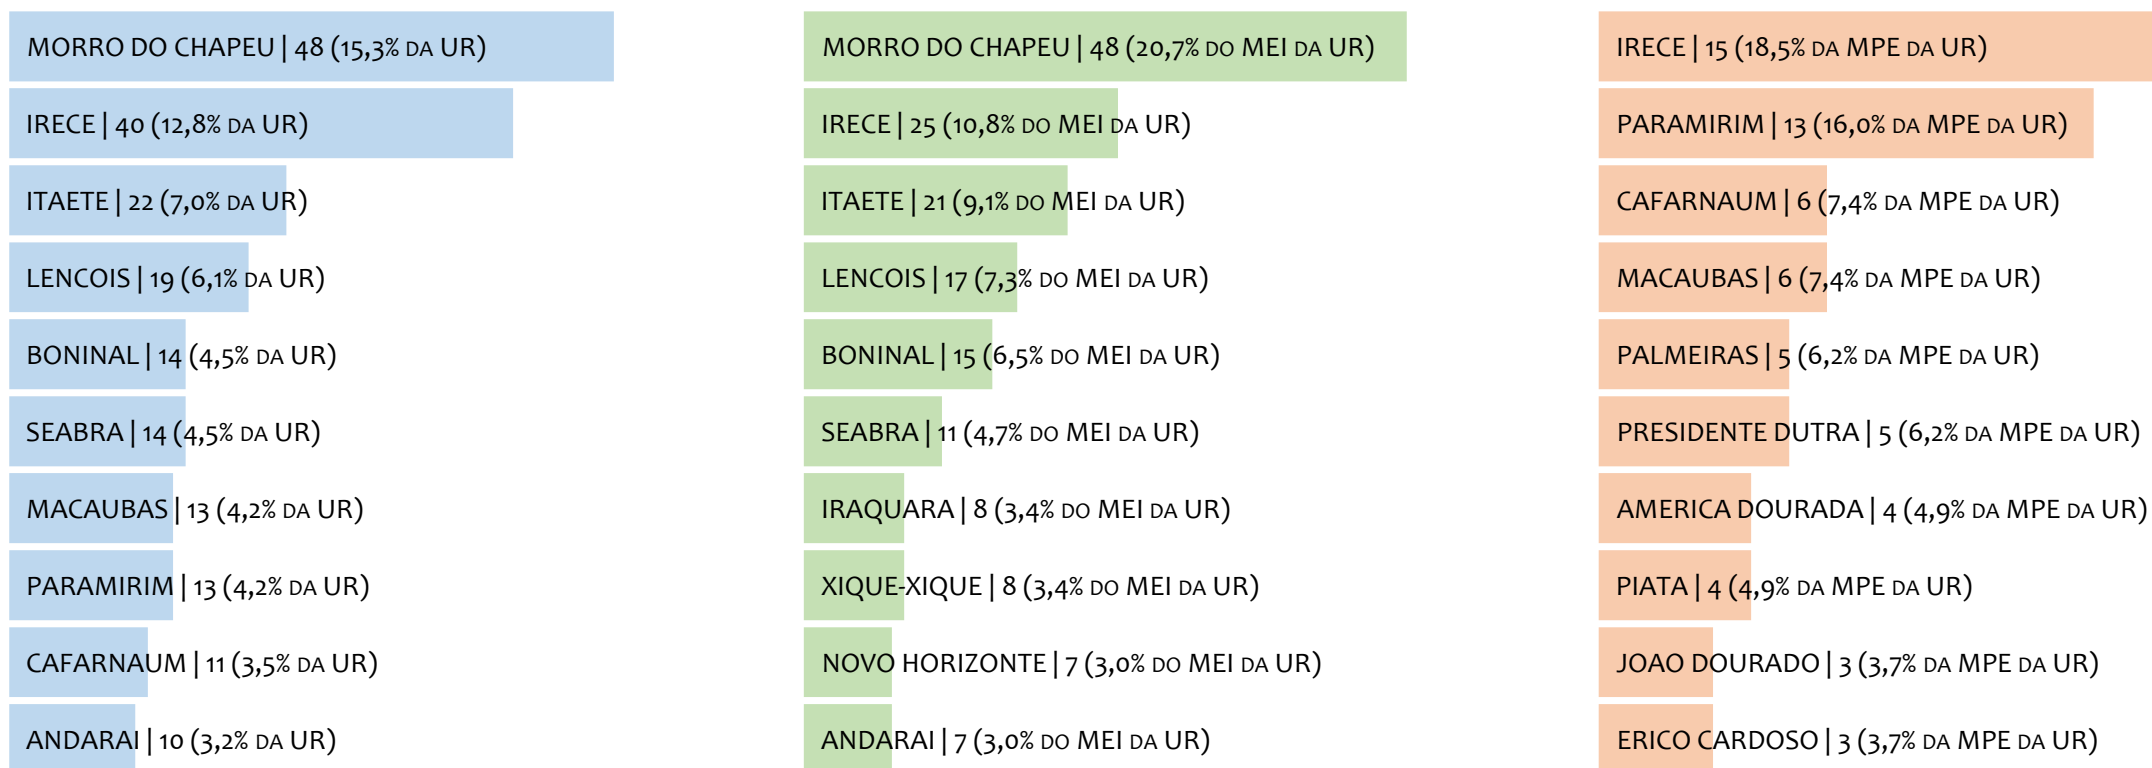 MORRO DO CHAPEU | 48 (15,3% DA UR)
IRECE | 40 (12,8% DA UR)
ITAETE | 22 (7,0% DA UR)
LENCOIS | 19 (6,1% DA UR)
BONINAL | 14 (4,5% DA UR)
SEABRA | 14 (4,5% DA UR)
MACAUBAS | 13 (4,2% DA UR)
PARAMIRIM | 13 (4,2% DA UR)
CAFARNAUM | 11 (3,5% DA UR)
ANDARAI | 10 (3,2% DA UR)
MORRO DO CHAPEU | 48 (20,7% DO MEI DA UR)
IRECE | 25 (10,8% DO MEI DA UR)
ITAETE | 21 (9,1% DO MEI DA UR)
LENCOIS | 17 (7,3% DO MEI DA UR)
BONINAL | 15 (6,5% DO MEI DA UR)
SEABRA | 11 (4,7% DO MEI DA UR)
IRAQUARA | 8 (3,4% DO MEI DA UR)
XIQUE-XIQUE | 8 (3,4% DO MEI DA UR)
NOVO HORIZONTE | 7 (3,0% DO MEI DA UR)
ANDARAI | 7 (3,0% DO MEI DA UR)
IRECE | 15 (18,5% DA MPE DA UR)
PARAMIRIM | 13 (16,0% DA MPE DA UR)
CAFARNAUM | 6 (7,4% DA MPE DA UR)
MACAUBAS | 6 (7,4% DA MPE DA UR)
PALMEIRAS | 5 (6,2% DA MPE DA UR)
PRESIDENTE DUTRA | 5 (6,2% DA MPE DA UR)
AMERICA DOURADA | 4 (4,9% DA MPE DA UR)
PIATA | 4 (4,9% DA MPE DA UR)
JOAO DOURADO | 3 (3,7% DA MPE DA UR)
ERICO CARDOSO | 3 (3,7% DA MPE DA UR)